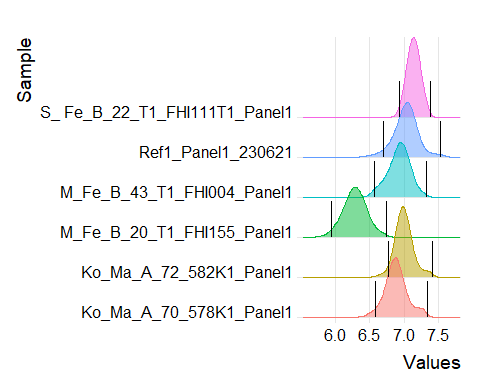 Sample
S_ Fe_B_22_T1_FHI111T1_Panel1
Ref1_Panel1_230621
M_Fe_B_43_T1_FHI004_Panel1
M_Fe_B_20_T1_FHI155_Panel1
Ko_Ma_A_72_582K1_Panel1
Ko_Ma_A_70_578K1_Panel1
6.0 6.5 7.0 7.5
Values